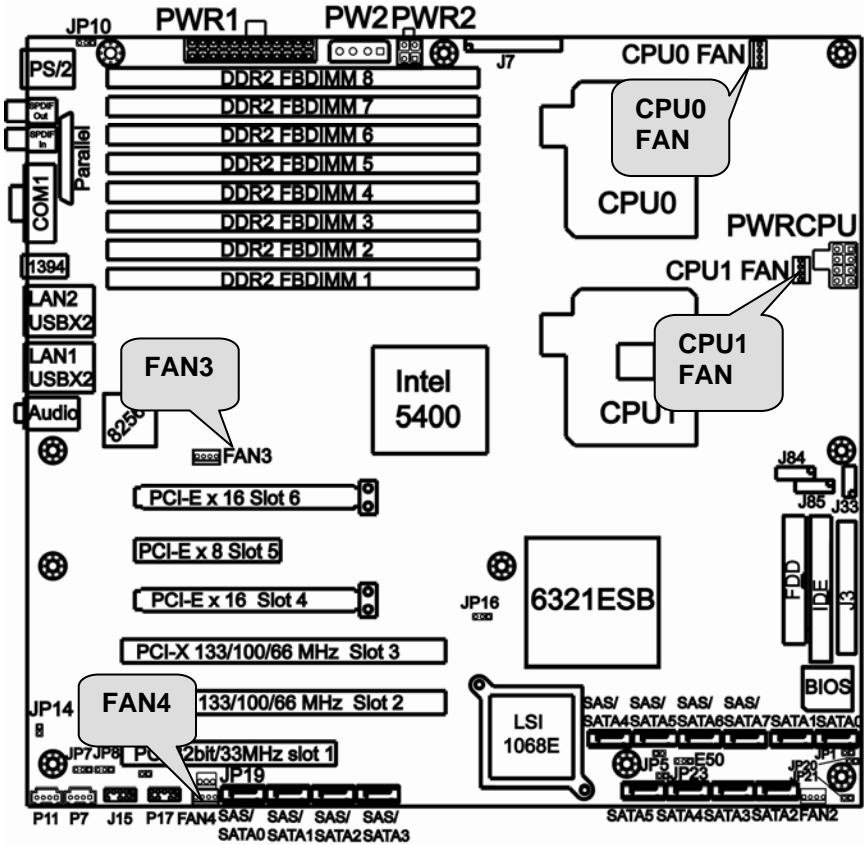 JP10
PWR1
PW2
PWR2
J7
CPU0 FAN
CPU0
FAN
PS/2
SPDIF
Out
SPDIF
In
Parallel
COM1
1394
LAN2
USBX2
LAN1
USBX2
Audio
DDR2 FBDIMM 8
DDR2 FBDIMM 7
DDR2 FBDIMM 6
DDR2 FBDIMM 5
DDR2 FBDIMM 4
DDR2 FBDIMM 3
DDR2 FBDIMM 2
DDR2 FBDIMM 1
CPU0
PWRCPU
CPU1 FAN
CPU1
FAN
CPU1
FAN3
Intel
5400
FAN3
PCI-E x 16 Slot 6
PCI-E x 8 Slot 5
PCI-E x 16 Slot 4
PCI-X 133/100/66 MHz Slot 3
133/100/66 MHz Slot 2
2bit/33MHz slot 1
J84
J85
J33
FDD
IDE
J3
JP16
6321ESB
BIOS
LSI
1068E
SAS/ SAS/ SAS/ SAS/
SATA4 SATA5 SATA6 SATA7 SATA1 SATA0
FAN4
JP14
JP7 JP8
JP19
JP5
E50
JP23
JP1
JP20
JP21
P11 P7 J15 P17 FAN4
SAS/ SAS/ SAS/ SAS/
SATA0 SATA1 SATA2 SATA3
SATA5 SATA4 SATA3 SATA2 FAN2